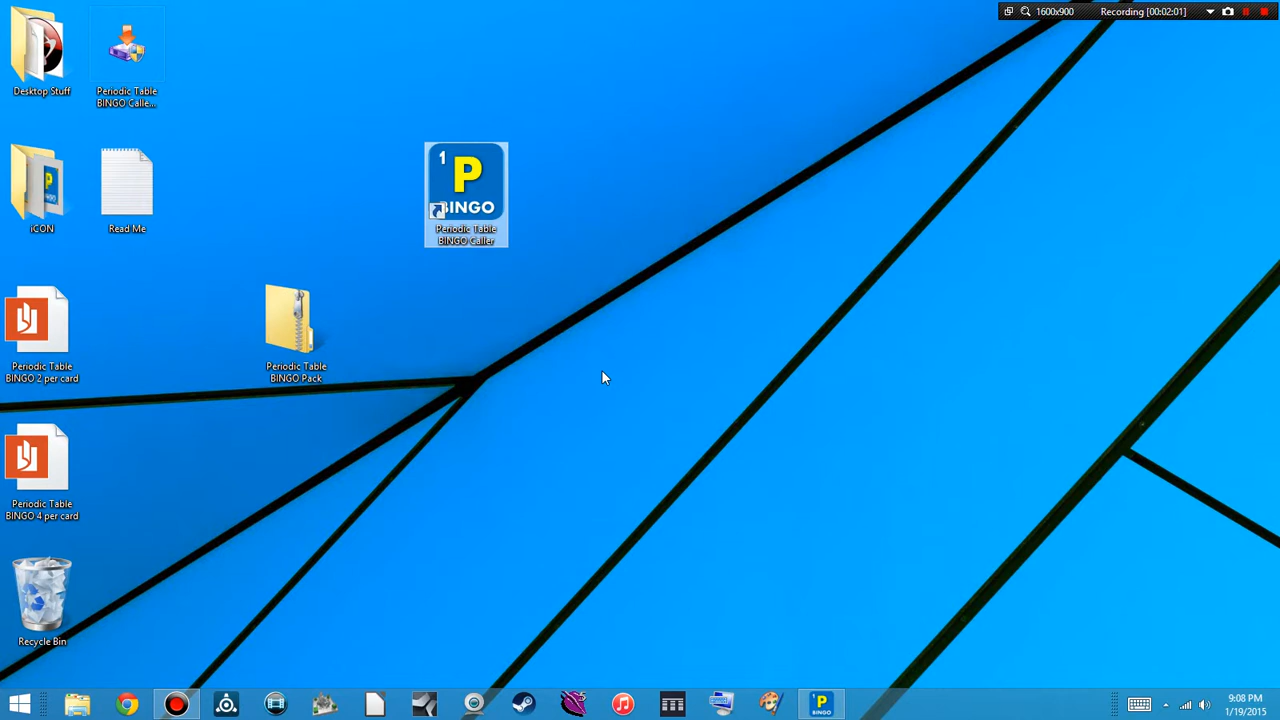 1600x900 Recording [00:02:01]
Desktop Stuff
Periodic Table
BINGO Calle...
iCON
Read Me
1
P
BINGO
Periodic Table
BINGO Caller
Periodic Table
BINGO 2 per card
Periodic Table
BINGO Pack
Periodic Table
BINGO 4 per card
Recycle Bin
P
BINGO
9:08 PM
1/19/2015